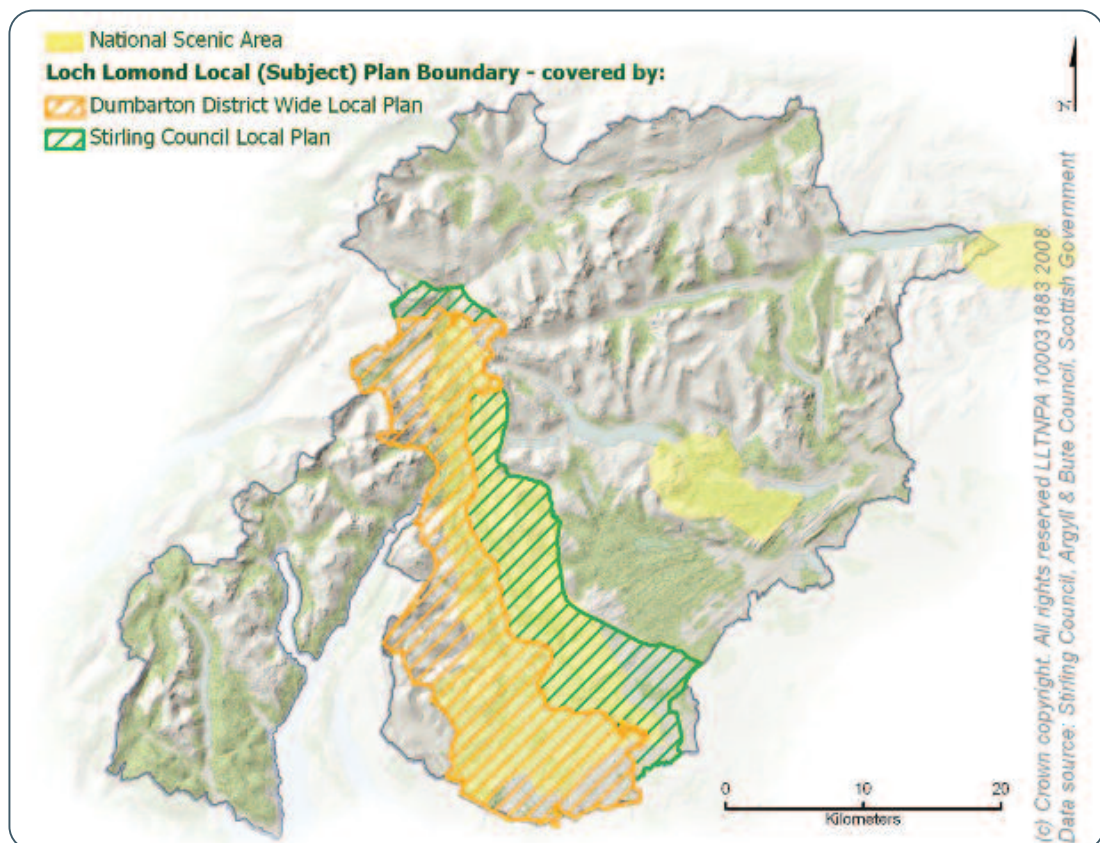 National Scenic Area
Loch Lomond Local (Subject) Plan Boundary - covered by:
Dumbarton District Wide Local Plan
Stirling Council Local Plan
N
0 10 20
Kilometers
(c) Crown copyright. All rights reserved LLTNPA 100031883 2008.
Data source: Stirling Council, Argyll & Bute Council, Scottish Government